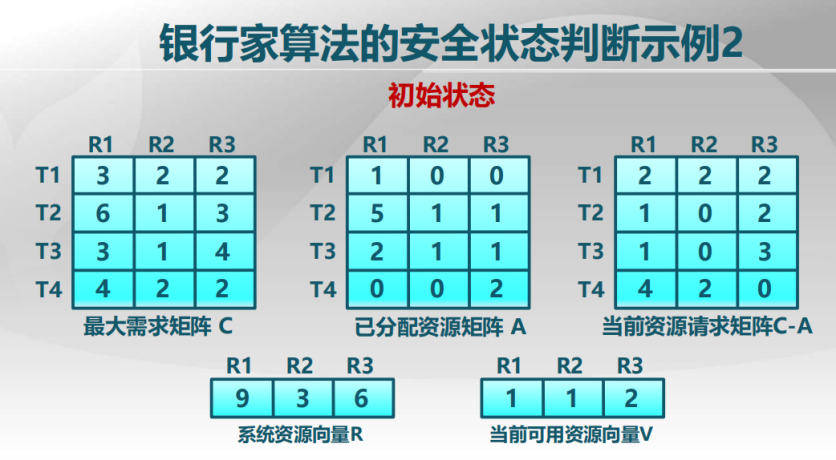 银行家算法的安全状态判断示例2
初始状态
R1 R2 R3 R1 R2 R3 R1 R2 R3
T1 3 2 2 T1 1 0 0 T1 2 2 2
T2 6 1 3 T2 5 1 1 T2 1 0 2
T3 3 1 4 T3 2 1 1 T3 1 0 3
T4 4 2 2 T4 0 0 2 T4 4 2 0
最大需求矩阵 C 已分配资源矩阵 A 当前资源请求矩阵C-A
R1 R2 R3 R1 R2 R3
9 3 6 1 1 2
系统资源向量R 当前可用资源向量V